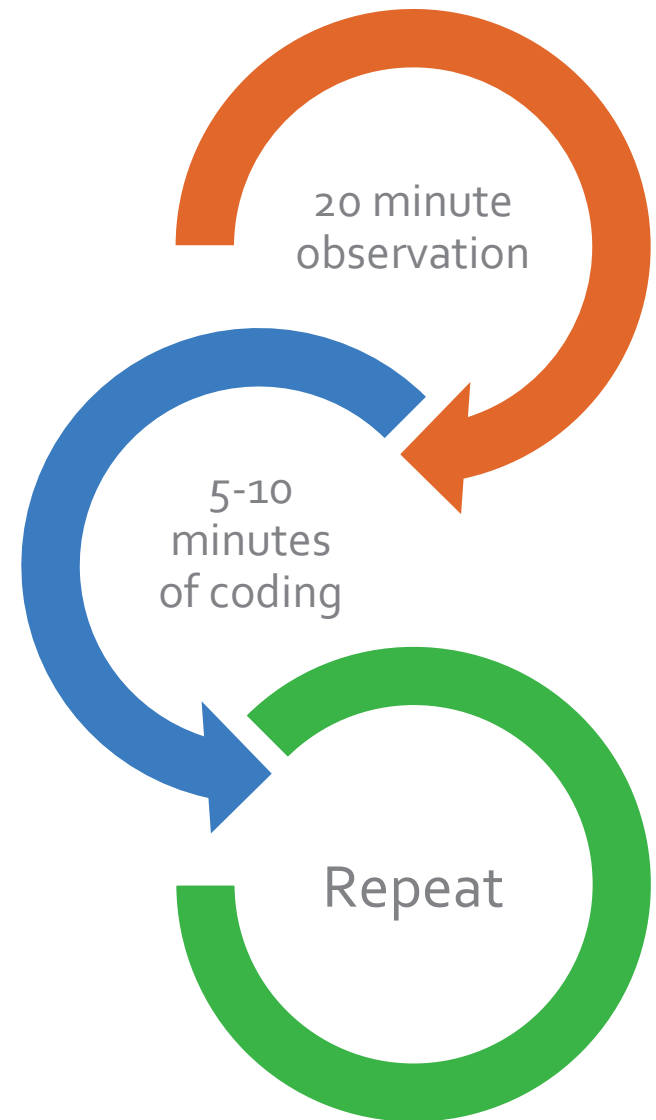 20 minute
observation
5-10
minutes
of coding
Repeat